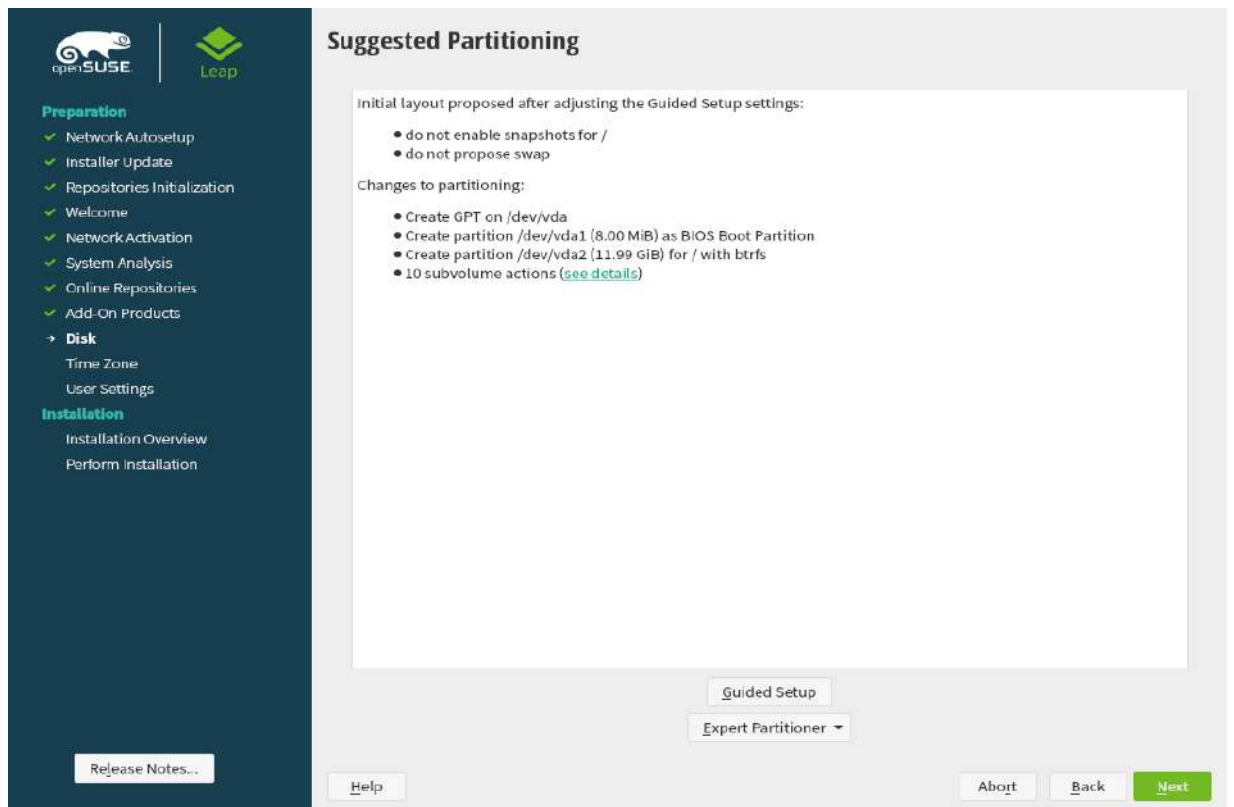 openSUSE
Leap
Preparation
Network Autosetup
Installer Update
Repositories Initialization
Welcome
Network Activation
System Analysis
Online Repositories
Add-On Products
Disk
Time Zone
User Settings
Installation
Installation Overview
Perform Installation
Release Notes...
Suggested Partitioning
Initial layout proposed after adjusting the Guided Setup settings:
do not enable snapshots for /
do not propose swap
Changes to partitioning:
Create GPT on /dev/vda
Create partition /dev/vda1 (8.00 MiB) as BIOS Boot Partition
Create partition /dev/vda2 (11.99 GiB) for / with btrfs
10 subvolume actions (see details)
Guided Setup
Expert Partitioner
Help
Abort
Back
Next